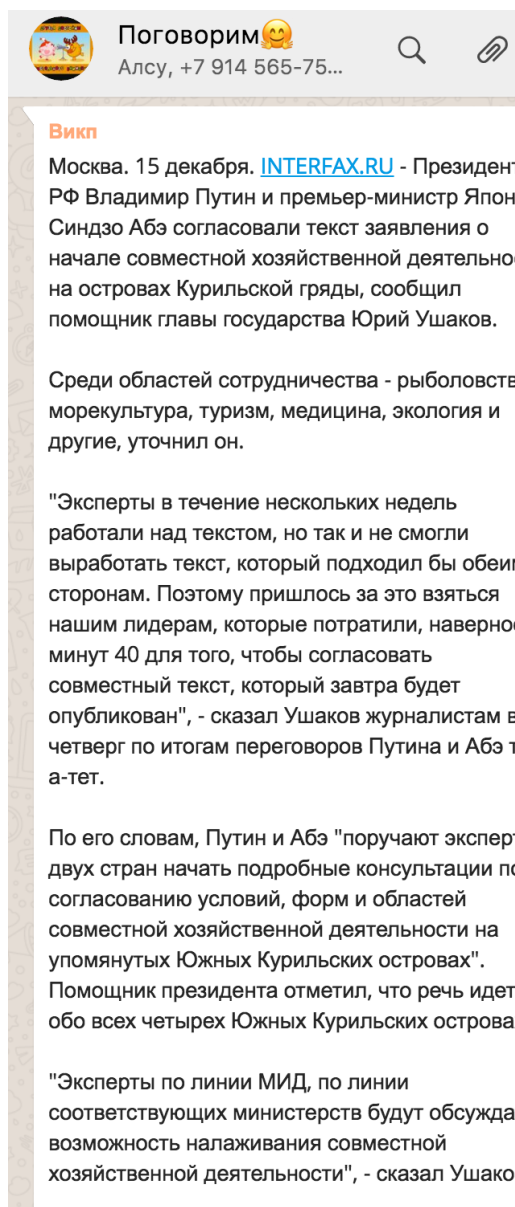 Поговорим🤗
Алсу, +7 914 565-75...
Викп
Москва. 15 декабря. INTERFAX.RU - Президент
РФ Владимир Путин и премьер-министр Япон
Синдзо Абэ согласовали текст заявления о
начале совместной хозяйственной деятельно
на островах Курильской гряды, сообщил
помощник главы государства Юрий Ушаков.
Среди областей сотрудничества - рыболовств
морекультура, туризм, медицина, экология и
другие, уточнил он.
"Эксперты в течение нескольких недель
работали над текстом, но так и не смогли
выработать текст, который подходил бы обеим
сторонам. Поэтому пришлось за это взяться
нашим лидерам, которые потратили, наверно
минут 40 для того, чтобы согласовать
совместный текст, который завтра будет
опубликован", - сказал Ушаков журналистам в
четверг по итогам переговоров Путина и Абэ т
а-тет.
По его словам, Путин и Абэ "поручают эксперт
двух стран начать подробные консультации по
согласованию условий, форм и областей
совместной хозяйственной деятельности на
упомянутых Южных Курильских островах".
Помощник президента отметил, что речь идет
обо всех четырех Южных Курильских острова
"Эксперты по линии МИД, по линии
соответствующих министерств будут обсужда
возможность налаживания совместной
хозяйственной деятельности", - сказал Ушако